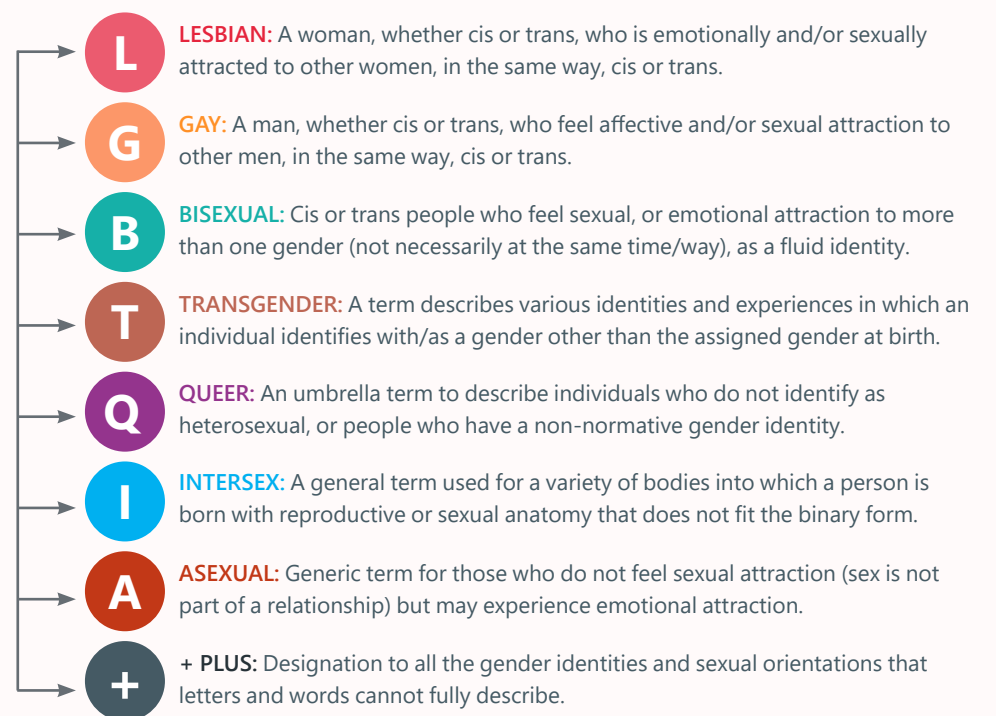 L
LESBIAN: A woman, whether cis or trans, who is emotionally and/or sexually
attracted to other women, in the same way, cis or trans.
G
GAY: A man, whether cis or trans, who feel affective and/or sexual attraction to
other men, in the same way, cis or trans.
B
BISEXUAL: Cis or trans people who feel sexual, or emotional attraction to more
than one gender (not necessarily at the same time/way), as a fluid identity.
T
TRANSGENDER: A term describes various identities and experiences in which an
individual identifies with/as a gender other than the assigned gender at birth.
Q
QUEER: An umbrella term to describe individuals who do not identify as
heterosexual, or people who have a non-normative gender identity.
I
INTERSEX: A general term used for a variety of bodies into which a person is
born with reproductive or sexual anatomy that does not fit the binary form.
A
ASEXUAL: Generic term for those who do not feel sexual attraction (sex is not
part of a relationship) but may experience emotional attraction.
+
+ PLUS: Designation to all the gender identities and sexual orientations that
letters and words cannot fully describe.